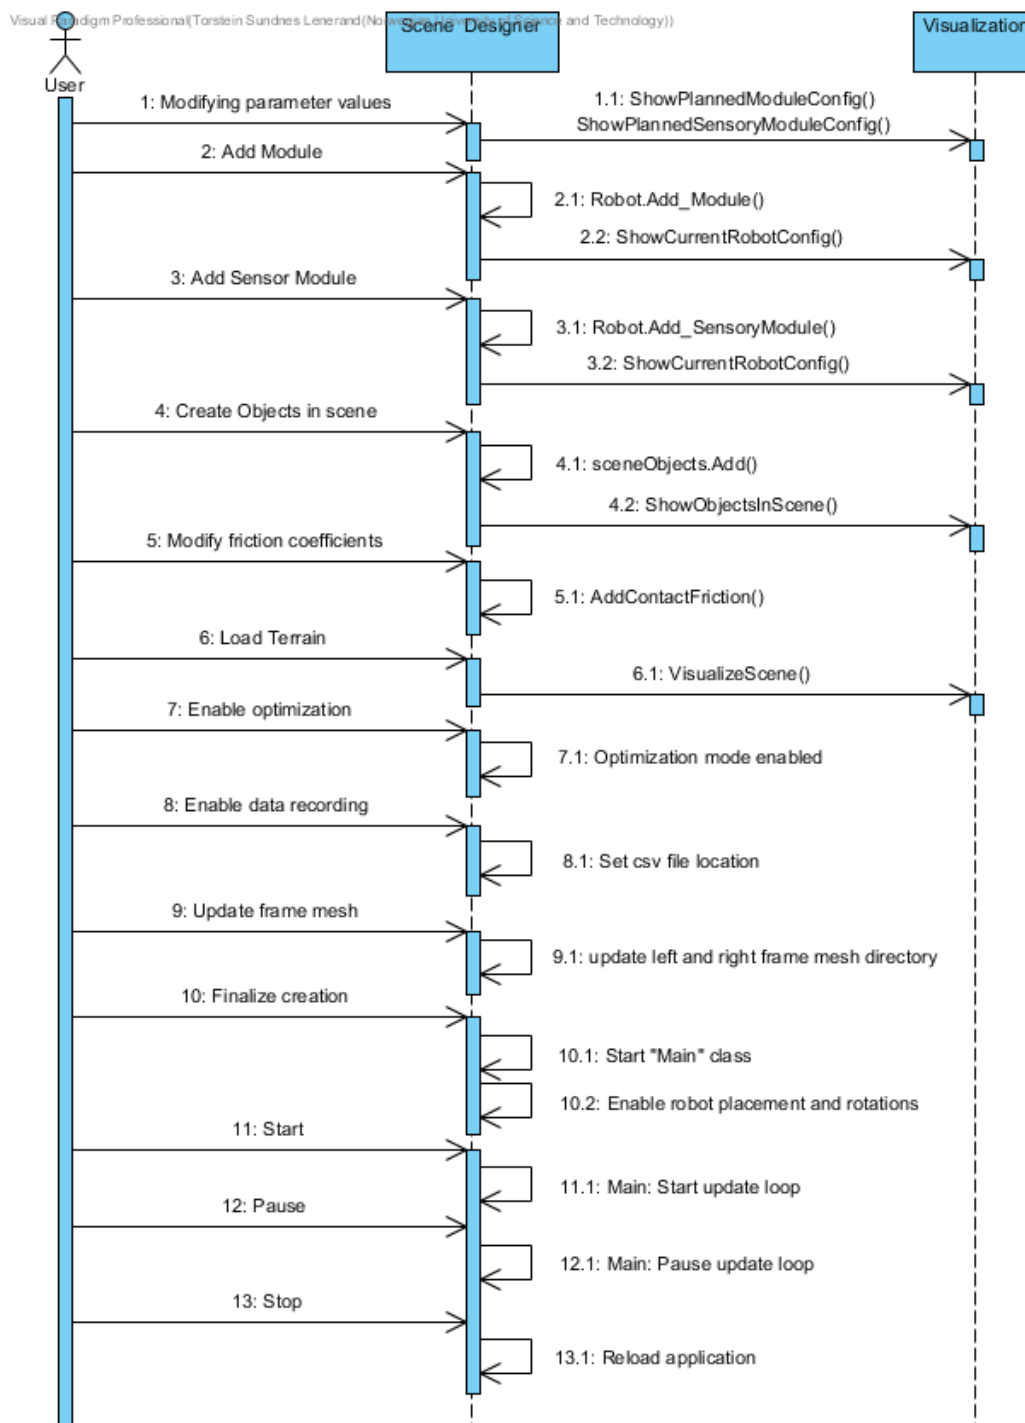 Visual Paradigm Professional(Torstein Sundnes Lenerand(Norwegian University of Science and Technology))
Scene Designer
Visualization
User
1: Modifying parameter values
1.1: ShowPlannedModuleConfig()
ShowPlannedSensoryModuleConfig()
2: Add Module
2.1: Robot.Add_Module()
2.2: ShowCurrentRobotConfig()
3: Add Sensor Module
3.1: Robot.Add_SensoryModule()
3.2: ShowCurrentRobotConfig()
4: Create Objects in scene
4.1: sceneObjects.Add()
4.2: ShowObjectsInScene()
5: Modify friction coefficients
5.1: AddContactFriction()
6: Load Terrain
6.1: VisualizeScene()
7: Enable optimization
7.1: Optimization mode enabled
8: Enable data recording
8.1: Set csv file location
9: Update frame mesh
9.1: update left and right frame mesh directory
10: Finalize creation
10.1: Start "Main" class
10.2: Enable robot placement and rotations
11: Start
11.1: Main: Start update loop
12: Pause
12.1: Main: Pause update loop
13: Stop
13.1: Reload application